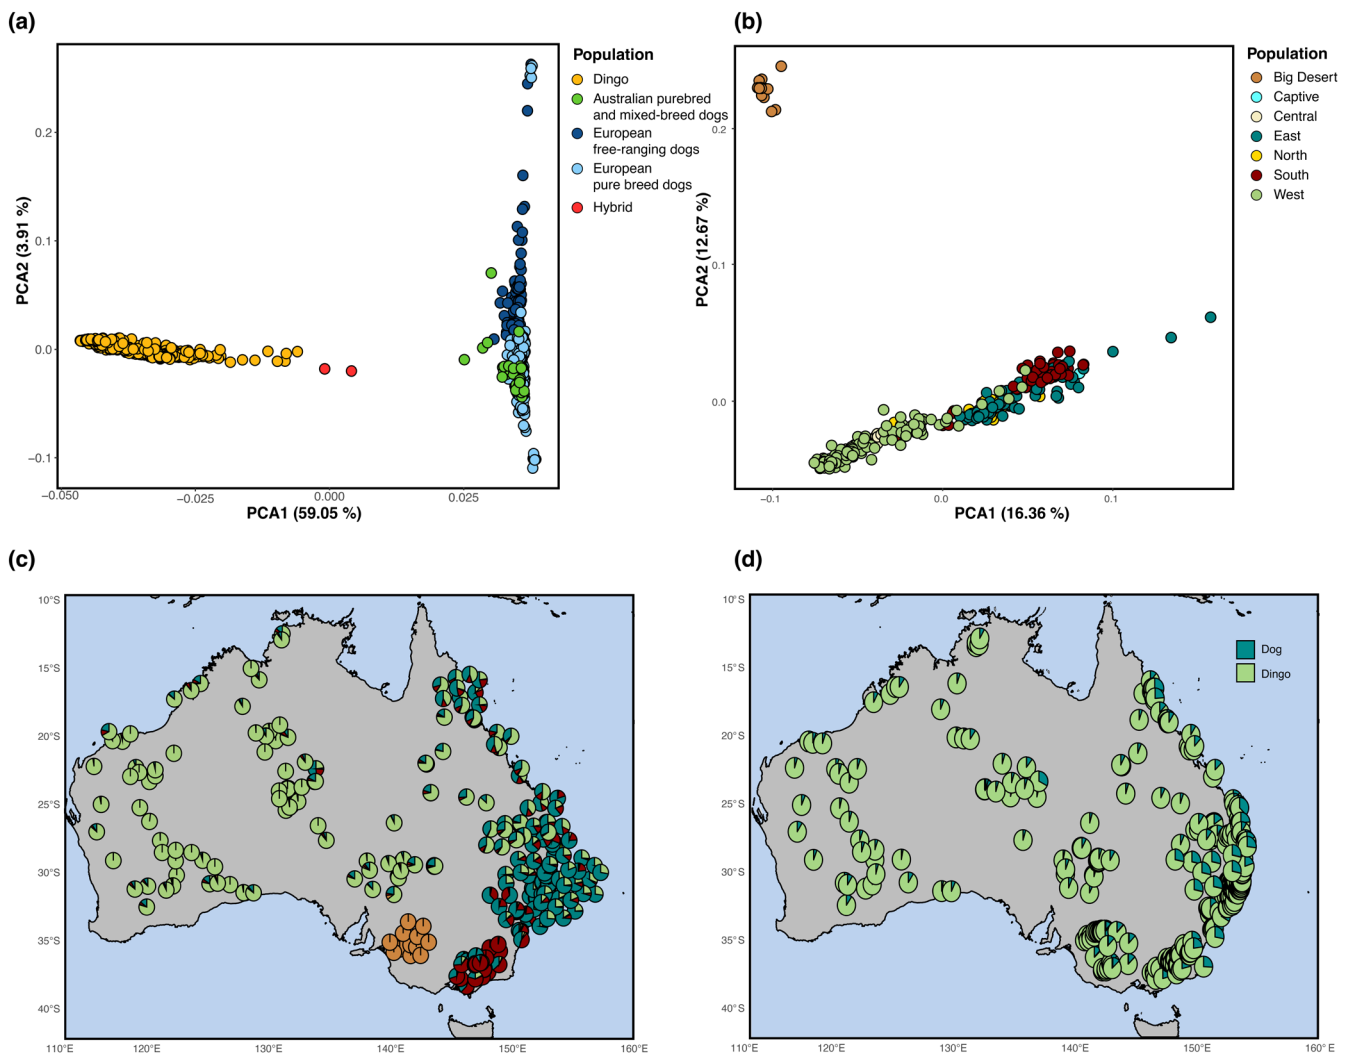 (a)
Population
Dingo
Australian purebred
and mixed-breed dogs
European
free-ranging dogs
European
pure breed dogs
Hybrid
PCA2 (3.91 %)
0.2
0.1
0.0
−0.1
−0.050
−0.025
0.000
0.025
PCA1 (59.05 %)
(b)
Population
Big Desert
Captive
Central
East
North
South
West
PCA2 (12.67 %)
0.2
0.1
0.0
−0.1
0.0
0.1
PCA1 (16.36 %)
(c)
10°S
15°S
20°S
25°S
30°S
35°S
40°S
110°E
120°E
130°E
140°E
150°E
160°E
(d)
Dog
Dingo
10°S
15°S
20°S
25°S
30°S
35°S
40°S
110°E
120°E
130°E
140°E
150°E
160° E